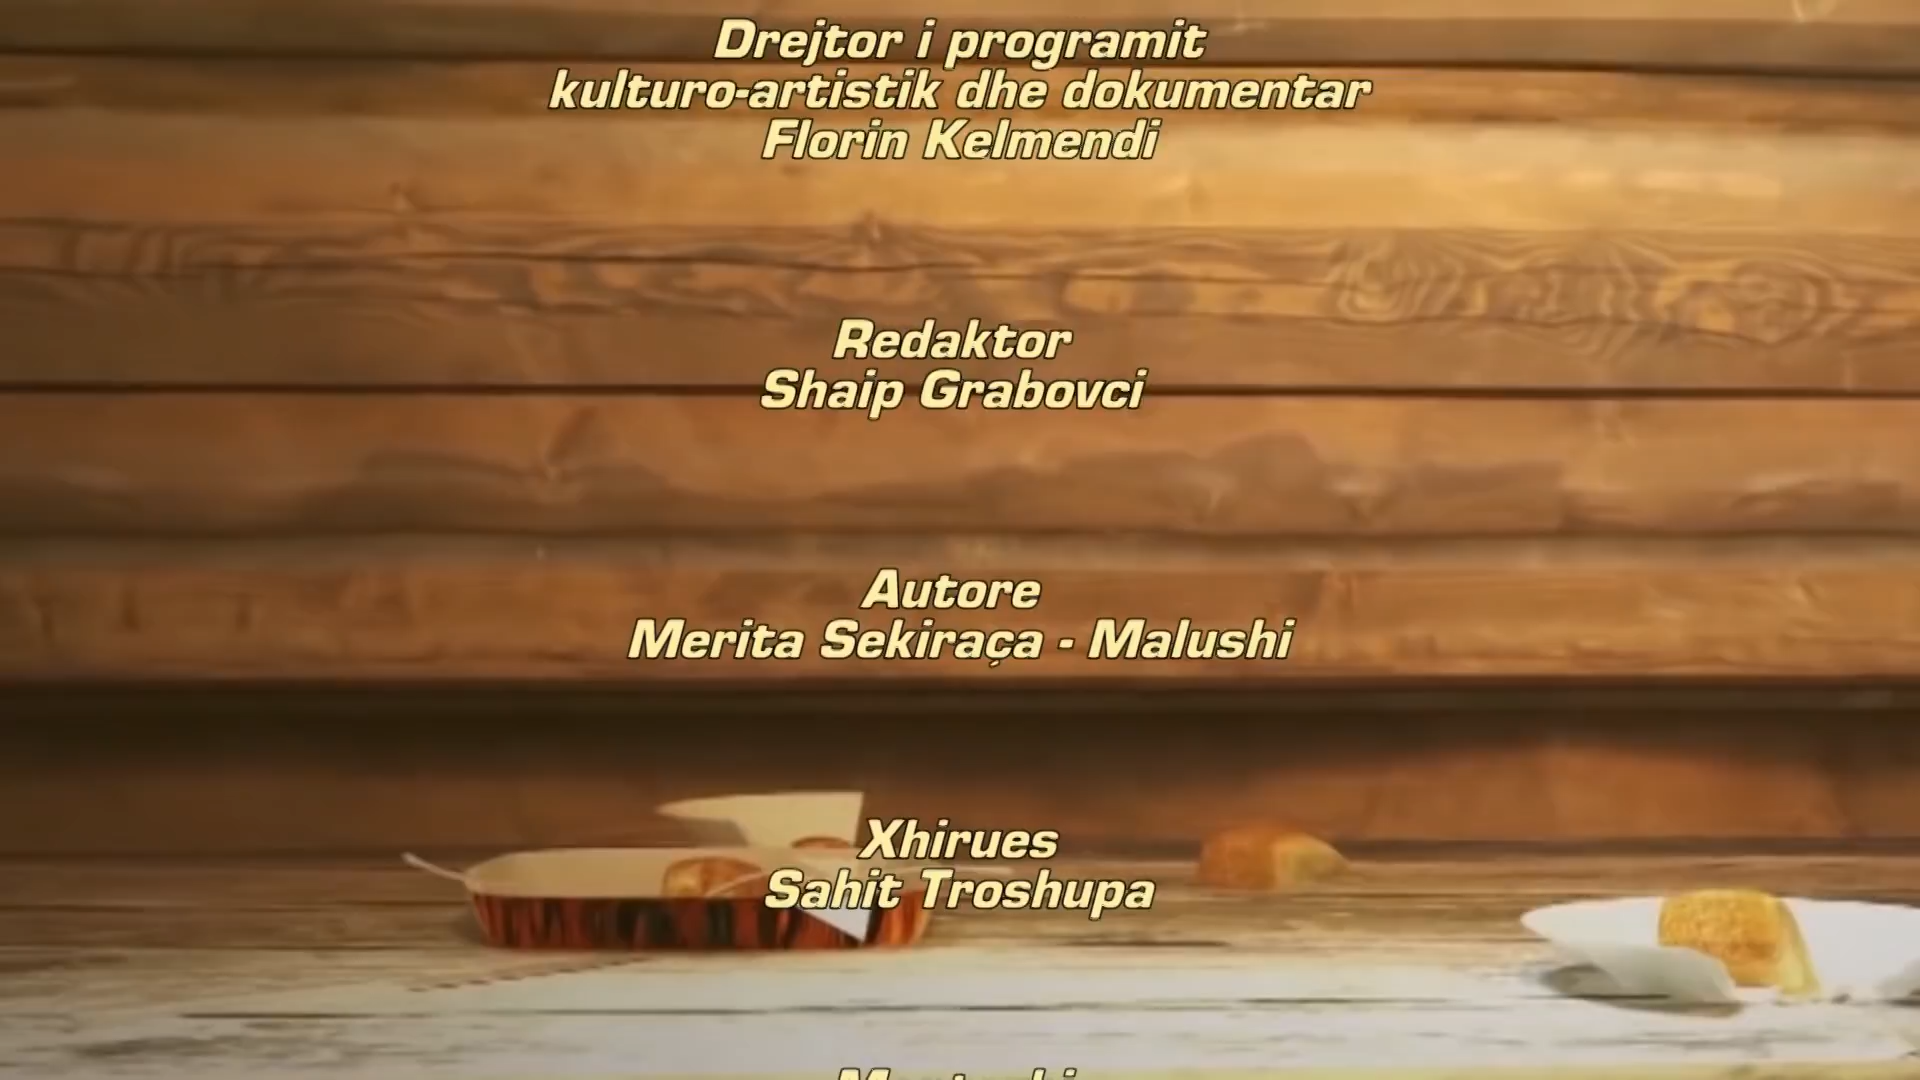 Drejtor i programit
kulturo-artistik dhe dokumentar
Florin Kelmendi
Redaktor
Shaip Grabovci
Autore
Merita Sekiraça - Malushi
Xhirues
Sahit Troshupa